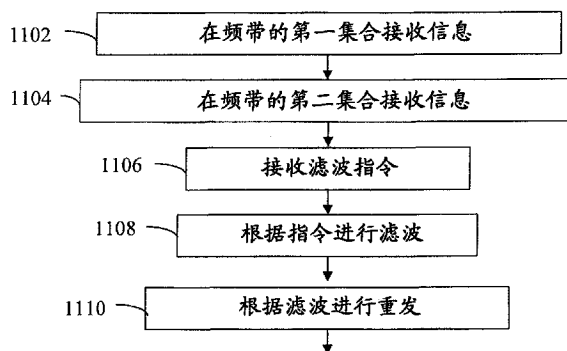 1102 在频带的第一集合接收信息
1104 在频带的第二集合接收信息
1106 接收滤波指令
1108 根据指令进行滤波
1110 根据滤波进行重发